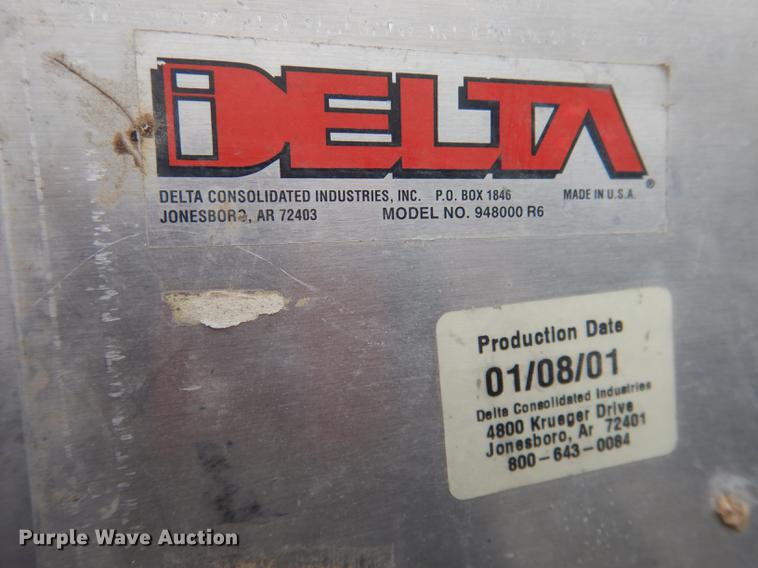 DELTA
DELTA CONSOLIDATED INDUSTRIES, INC. P.O. BOX 1846 MADE IN U.S.A. ®
JONESBORO, AR 72403 MODEL NO. 948000 R6
Production Date
01/08/01
Delta Consolidated Industries
4800 Krueger Drive
Jonesboro, Ar 72401
800-643-0084
Purple Wave Auction